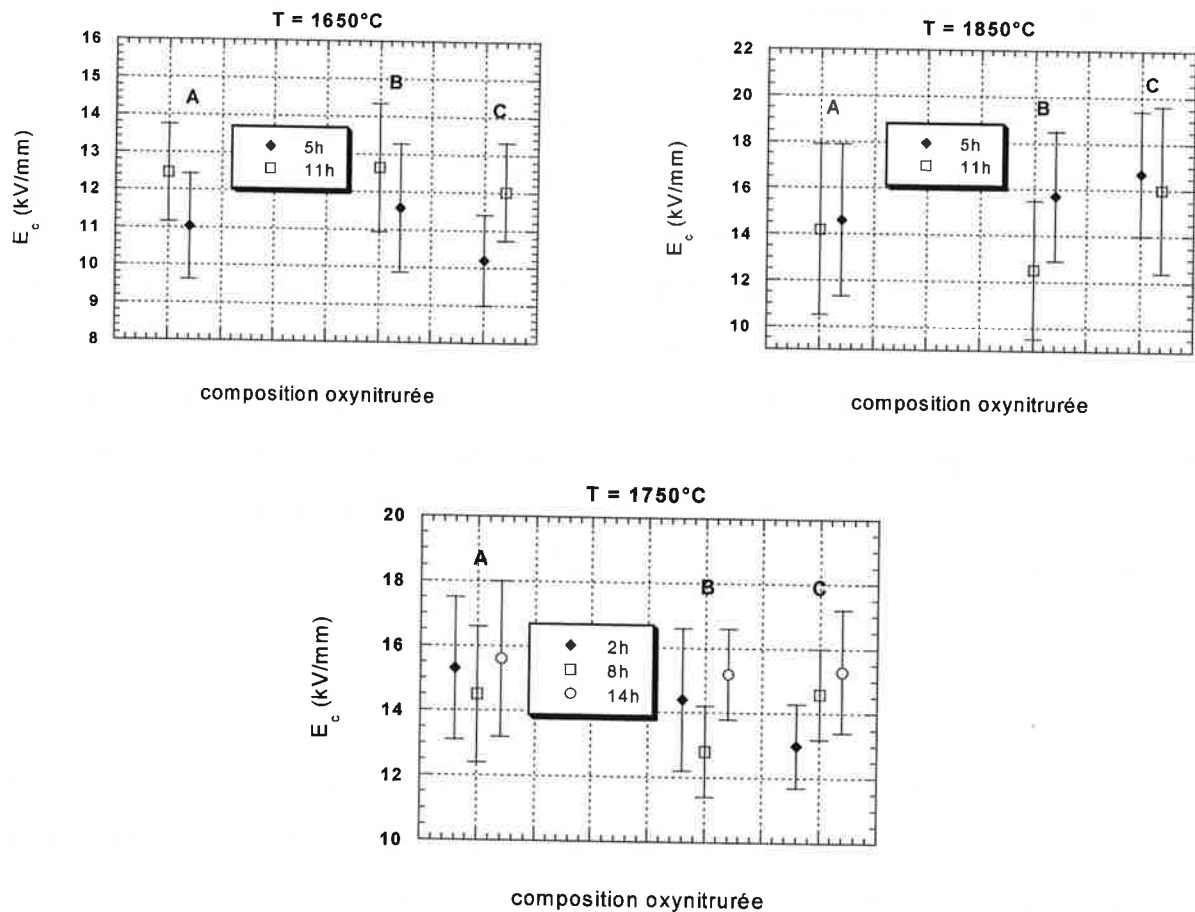 T = 1650°C
16
15
14
13
12
11
10
9
8
E_c (kV/mm)
A
B
C
5h
11h
composition oxynitrurée
T = 1850°C
22
20
18
16
14
12
10
E_c (kV/mm)
A
B
C
5h
11h
composition oxynitrurée
T = 1750°C
20
18
16
14
12
10
E_c (kV/mm)
A
B
C
2h
8h
14h
composition oxynitrurée